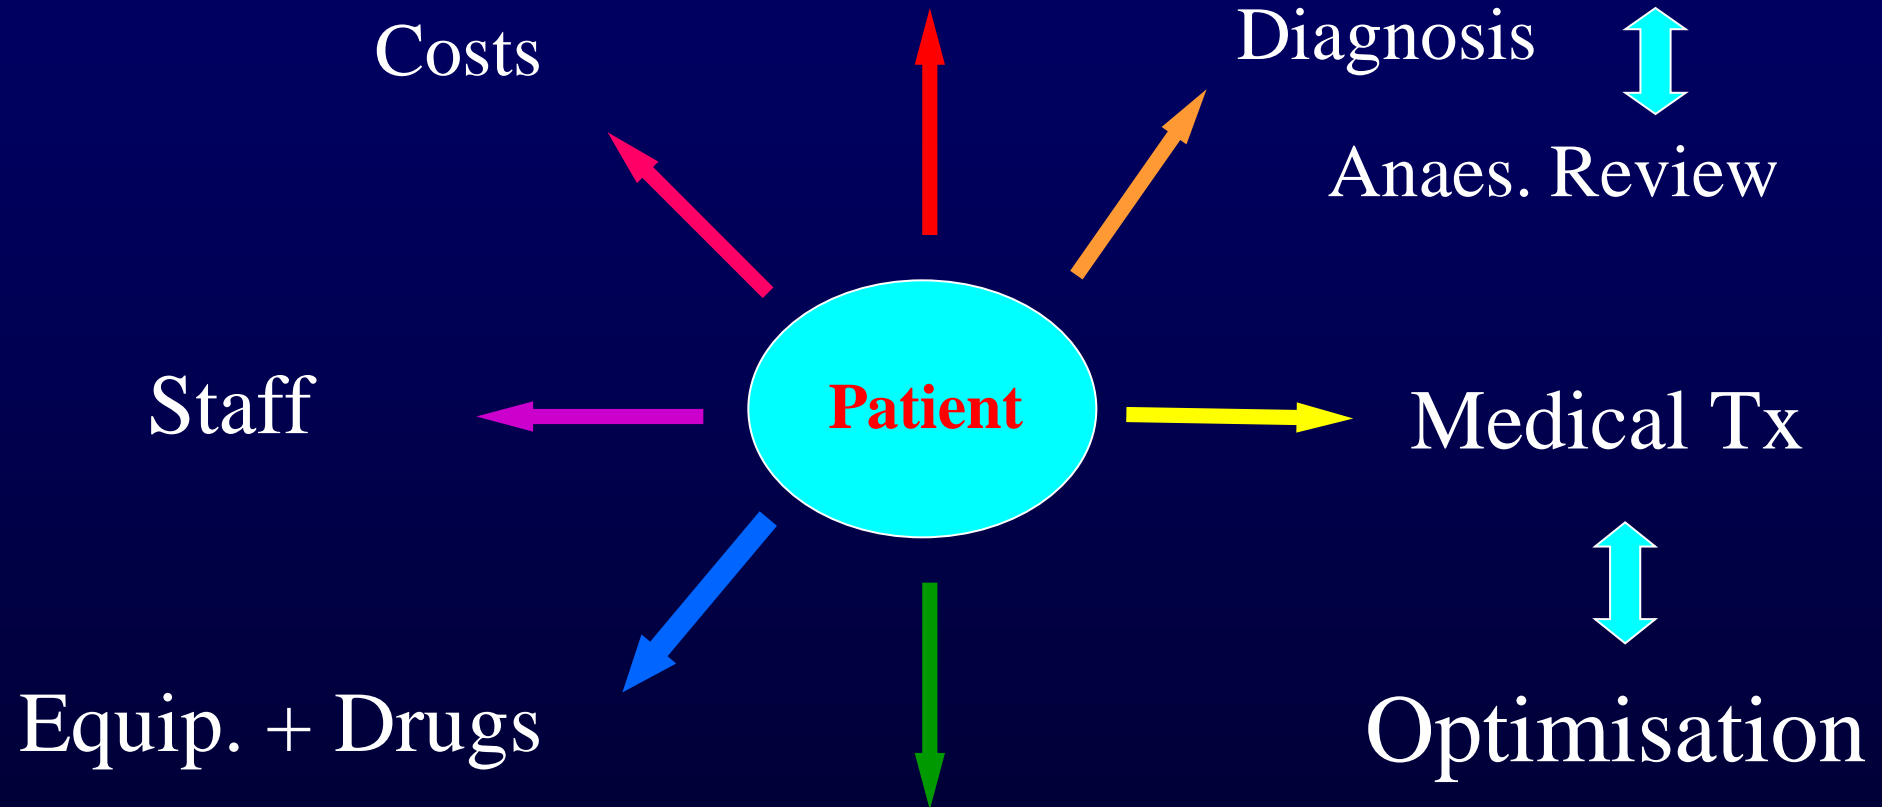 Costs
Diagnosis
Anaes. Review
Staff
Patient
Medical Tx
Equip. + Drugs
Optimisation